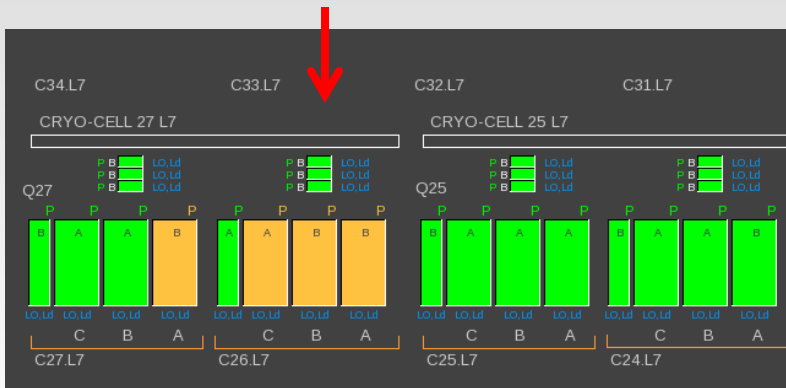 C34.L7 C33.L7 C32.L7 C31.L7
CRYO-CELL 27 L7 CRYO-CELL 25 L7
P B LO,Ld P B LO,Ld P B LO,Ld P B LO,Ld
P B LO,Ld P B LO,Ld P B LO,Ld P B LO,Ld
P B LO,Ld P B LO,Ld P B LO,Ld P B LO,Ld
Q27 Q25
P P P P P P P P P P P P P P P P
B A A B A A B B B A A A B A A B
LO,Ld LO,Ld LO,Ld LO,Ld LO,Ld LO,Ld LO,Ld LO,Ld LO,Ld LO,Ld LO,Ld LO,Ld LO,Ld LO,Ld LO,Ld LO,Ld
C B A C B A C B A C B A
C27.L7 C26.L7 C25.L7 C24.L7